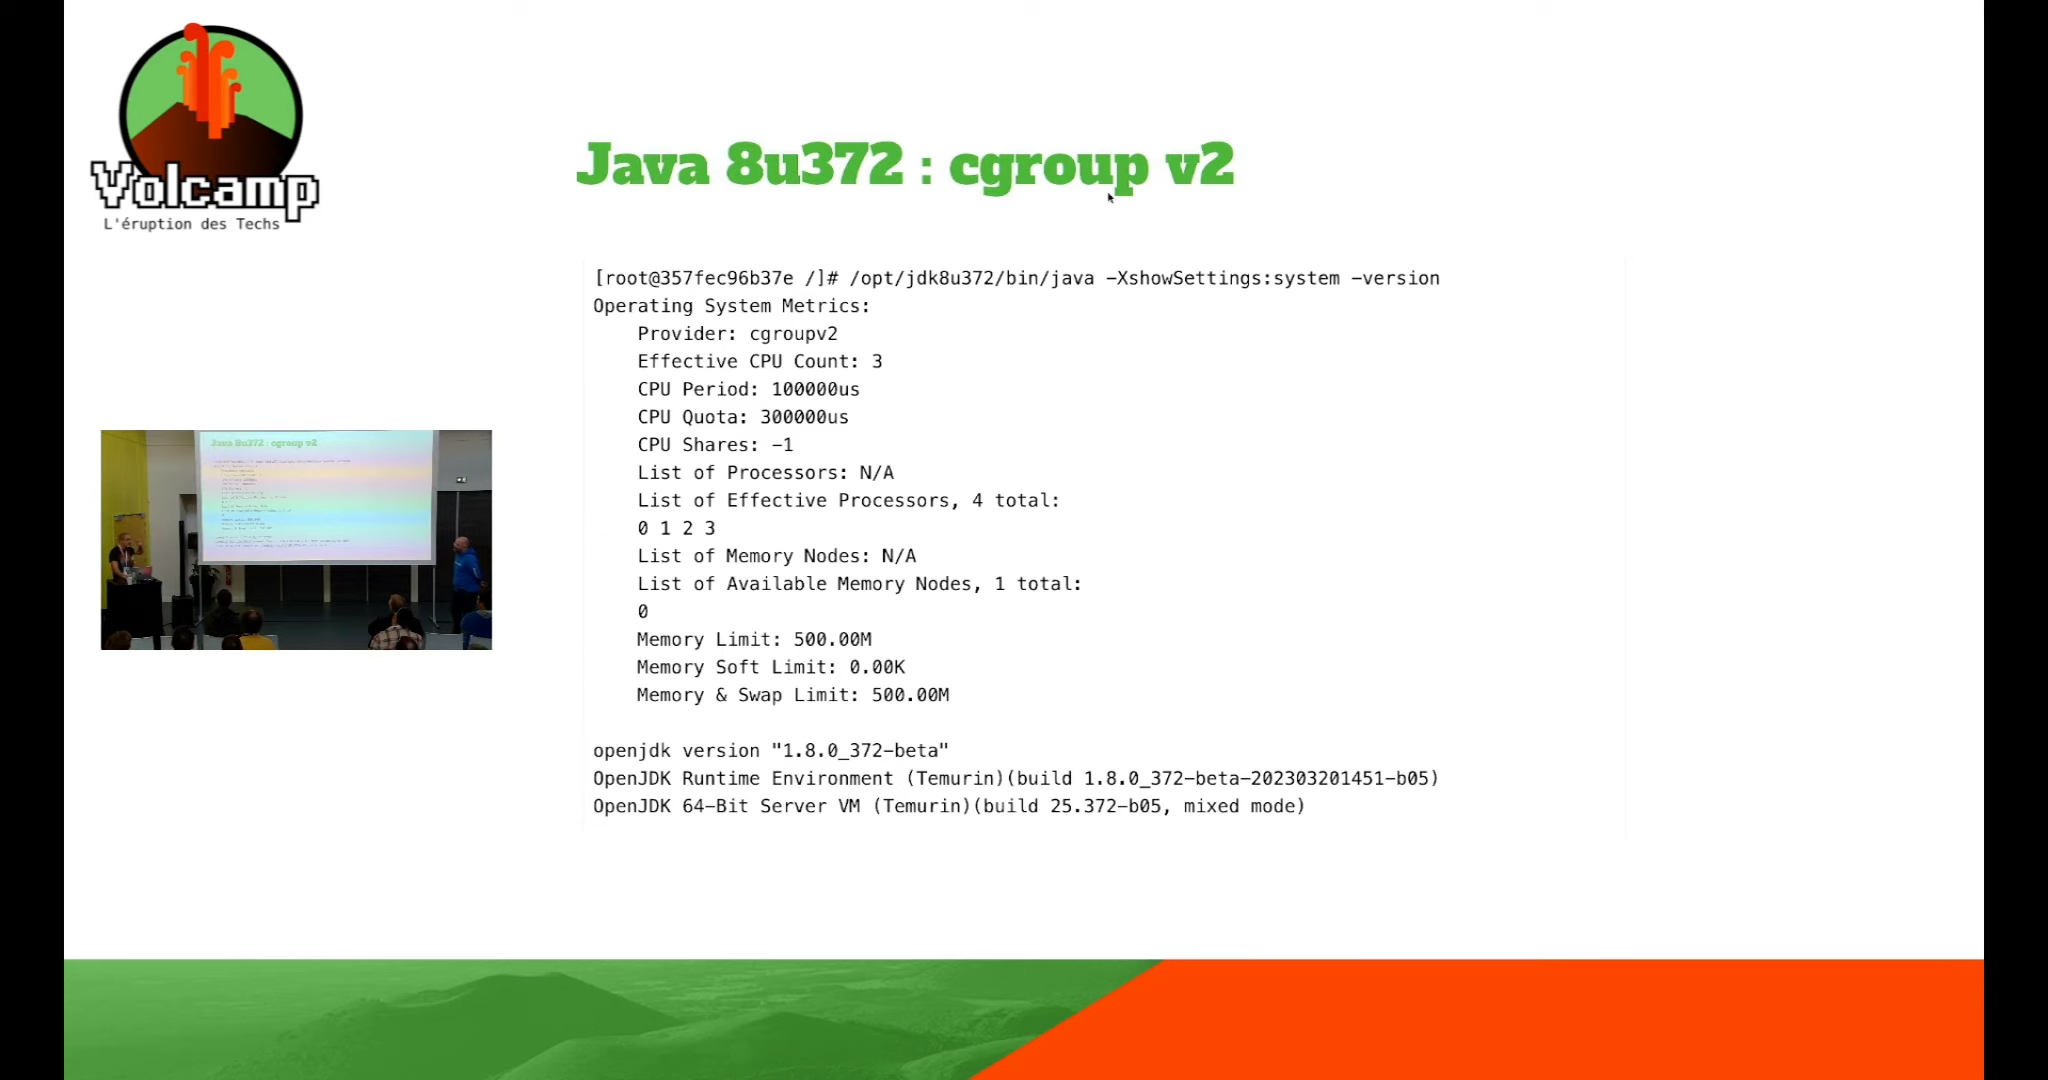 Volcamp
L'éruption des Techs
Java 8u372 : cgroup v2
[root@357fec96b37e /]# /opt/jdk8u372/bin/java -XshowSettings:system -version
Operating System Metrics:
    Provider: cgroupv2
    Effective CPU Count: 3
    CPU Period: 100000us
    CPU Quota: 300000us
    CPU Shares: -1
    List of Processors: N/A
    List of Effective Processors, 4 total:
    0 1 2 3
    List of Memory Nodes: N/A
    List of Available Memory Nodes, 1 total:
    0
    Memory Limit: 500.00M
    Memory Soft Limit: 0.00K
    Memory & Swap Limit: 500.00M
openjdk version "1.8.0_372-beta"
OpenJDK Runtime Environment (Temurin)(build 1.8.0_372-beta-202303201451-b05)
OpenJDK 64-Bit Server VM (Temurin)(build 25.372-b05, mixed mode)
Java 8u372 : cgroup v2